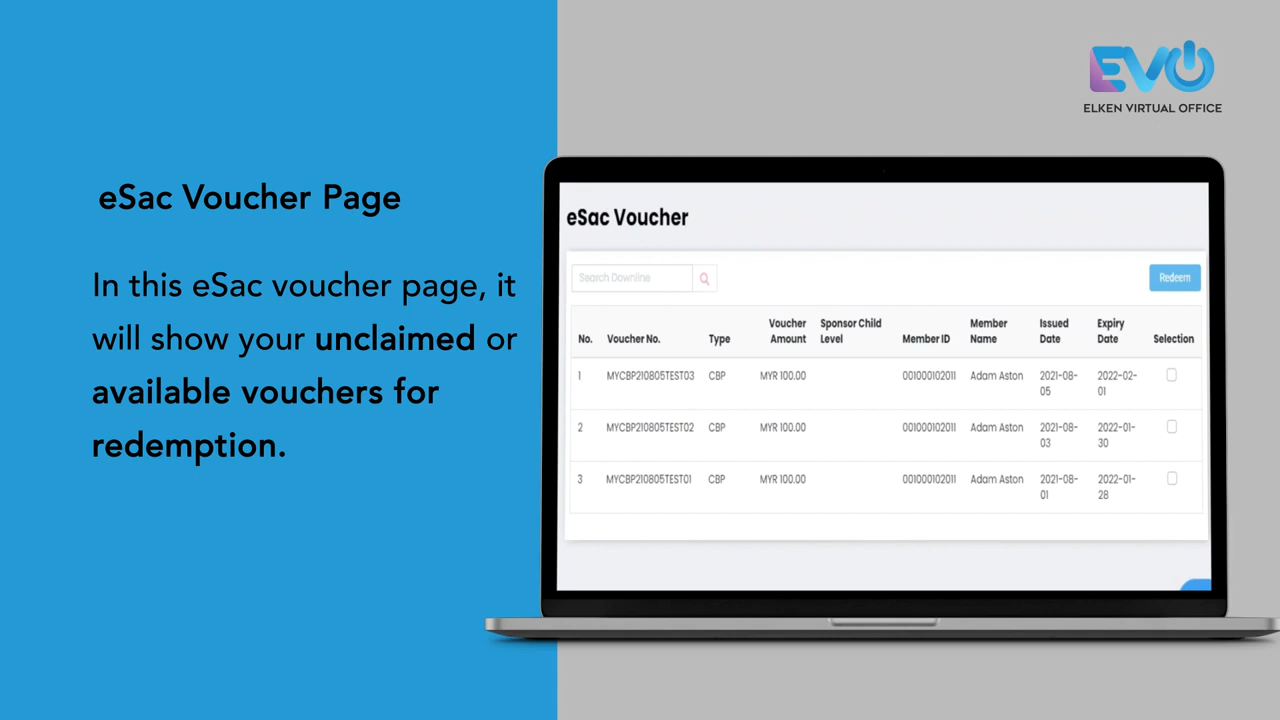 EVO
ELKEN VIRTUAL OFFICE
eSac Voucher Page
In this eSac voucher page, it
will show your unclaimed or
available vouchers for
redemption.
eSac Voucher
Search Downline
Redeem
No. Voucher No. Type Voucher Amount Sponsor Child Level Member ID Member Name Issued Date Expiry Date Selection
1 MYCBP210805TEST03 CBP MYR 100.00 001000102011 Adam Aston 2021-08-05 2022-02-01
2 MYCBP210805TEST02 CBP MYR 100.00 001000102011 Adam Aston 2021-08-03 2022-01-30
3 MYCBP210805TEST01 CBP MYR 100.00 001000102011 Adam Aston 2021-08-01 2022-01-28